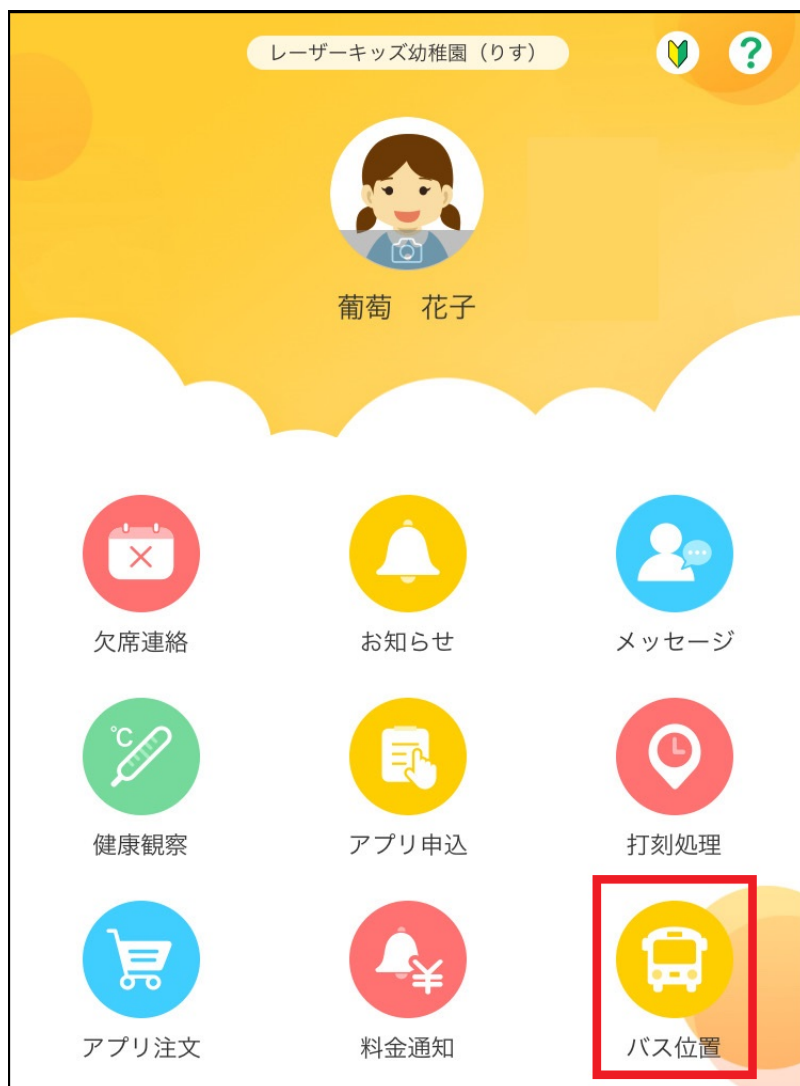 レーザーキッズ幼稚園（りす）
?
葡萄　花子
欠席連絡
お知らせ
メッセージ
℃
健康観察
アプリ申込
打刻処理
¥
アプリ注文
料金通知
バス位置